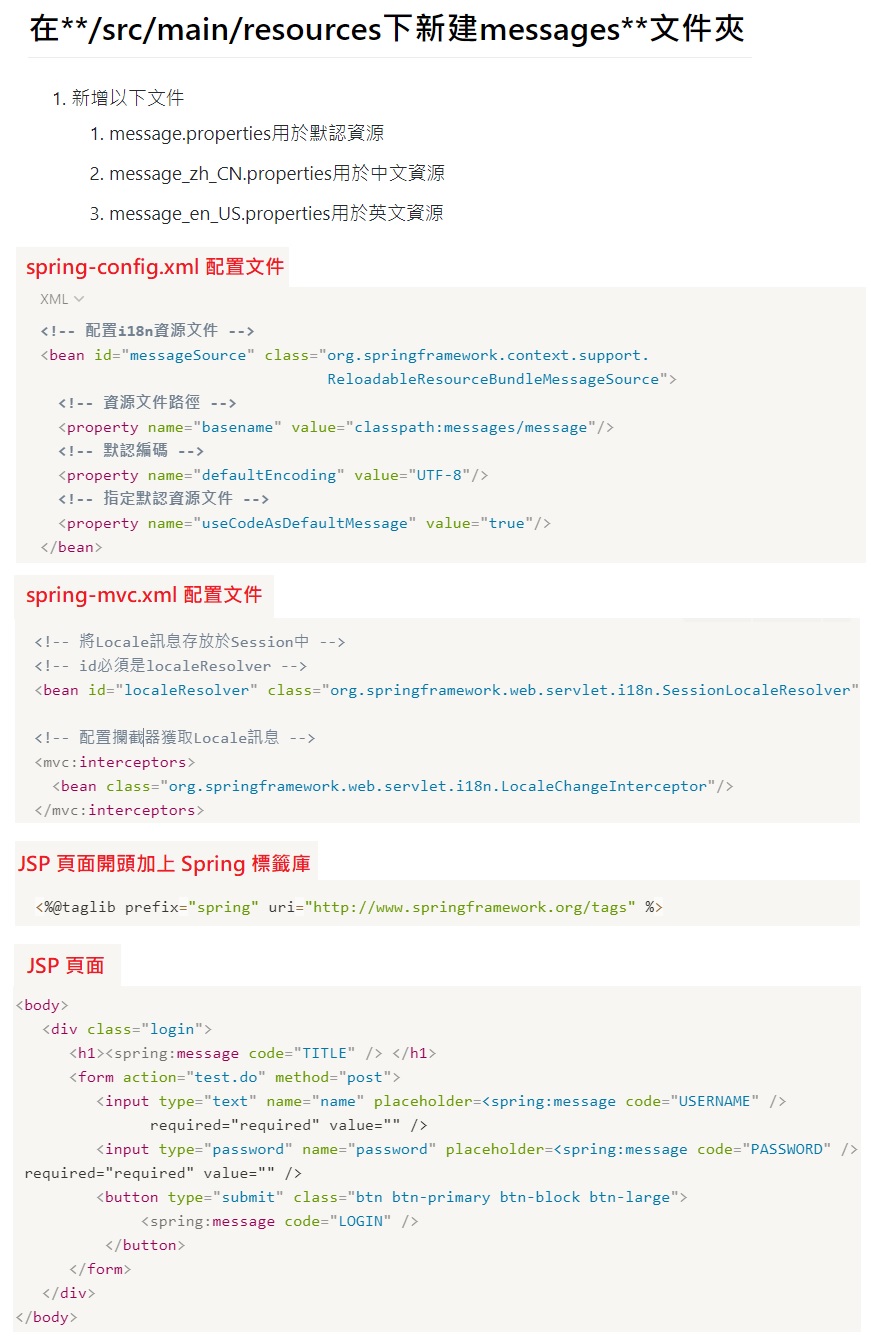 在**/src/main/resources下新建messages**文件夾
1. 新增以下文件
1. message.properties用於默認資源
2. message_zh_CN.properties用於中文資源
3. message_en_US.properties用於英文資源
spring-config.xml 配置文件
XML
<!-- 配置i18n資源文件 -->
<bean id="messageSource" class="org.springframework.context.support.
ReloadableResourceBundleMessageSource">
<!-- 資源文件路徑 -->
<property name="basename" value="classpath:messages/message"/>
<!-- 默認編碼 -->
<property name="defaultEncoding" value="UTF-8"/>
<!-- 指定默認資源文件 -->
<property name="useCodeAsDefaultMessage" value="true"/>
</bean>
spring-mvc.xml 配置文件
<!-- 將Locale訊息存放於Session中 -->
<!-- id必須是localeResolver -->
<bean id="localeResolver" class="org.springframework.web.servlet.i18n.SessionLocaleResolver"
<!-- 配置攔截器獲取Locale訊息 -->
<mvc:interceptors>
<bean class="org.springframework.web.servlet.i18n.LocaleChangeInterceptor"/>
</mvc:interceptors>
JSP 頁面開頭加上 Spring 標籤庫
<%@taglib prefix="spring" uri="http://www.springframework.org/tags" %>
JSP 頁面
<body>
<div class="login">
<h1><spring:message code="TITLE" /> </h1>
<form action="test.do" method="post">
<input type="text" name="name" placeholder=<spring:message code="USERNAME" />
required="required" value="" />
<input type="password" name="password" placeholder=<spring:message code="PASSWORD" />
required="required" value="" />
<button type="submit" class="btn btn-primary btn-block btn-large">
<spring:message code="LOGIN" />
</button>
</form>
</div>
</body>